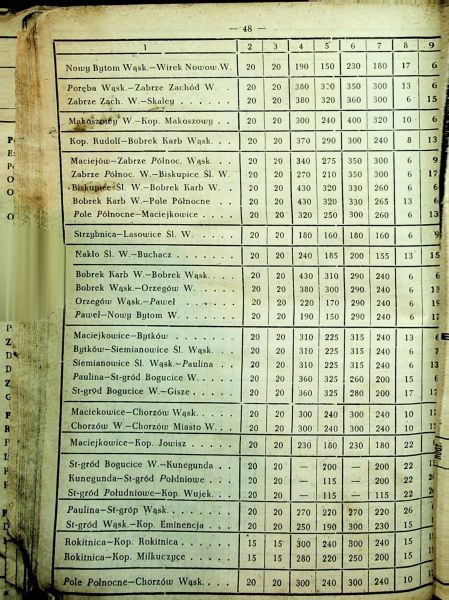 — 48 —
1 2 3 4 5 6 7 8 9
Nowy Bytom Wąsk.—Wirek Nowow.W. 20 20 190 150 230 180 17 6
Poręba Wąsk.—Zabrze Zachód W. 20 20 380 320 350 300 13 6
Zabrze Zach. W.—Skaley . . . . . 20 20 380 320 360 300 6 15
Makoszowy W.—Kop. Makoszowy . . 20 20 300 240 400 320 10 6
Kop. Rudolf—Bobrek Karb Wąsk. . . 20 20 370 290 300 240 8 13
Maciejów—Zabrze Północ. Wąsk. . . 20 20 340 275 350 300 6 9
Zabrze Północ. W.—Biskupice Śl. W. 20 20 270 210 350 300 6 17
Biskupice Śl. W.—Bobrek Karb W. . 20 20 430 320 330 260 6 6
Bobrek Karb W.—Pole Północne . . 20 20 430 320 330 265 13 6
Pole Północne—Maciejkowice . . . . 20 20 320 250 300 260 6 13
Strzybnica—Lasowice Śl. W. . . . . . 20 20 180 160 160 160 6 9
Nakło Śl. W.—Buchacz . . . . . . 20 20 240 185 200 155 13 15
Bobrek Karb W.—Bobrek Wąsk. . . . 20 20 430 310 290 240 6 6
Bobrek Wąsk.—Orzegów W. . . . . 20 20 380 300 290 240 6 13
Orzegów Wąsk.—Paweł . . . . . . 20 20 220 170 290 240 6 19
Paweł—Nowy Bytom W. . . . . . . 20 20 190 150 290 240 6 12
Maciejkowice—Bytków . . . . . . 20 20 310 225 315 240 13 6
Bytków—Siemianowice Śl. Wąsk. . . 20 20 310 225 315 240 6
Siemianowice Śl. Wąsk.—Paulina . . 20 20 310 225 315 240 6
Paulina—St-gród Bogucice W. . . . . 20 20 360 325 260 200 15 6
St-gród Bogucice W.—Gisze . . . . . 20 20 360 325 280 200 17
Maciekowice—Chorzów Wąsk. . . . . 20 20 300 240 300 240 10
Chorzów W.—Chorzów Miasto W. . . 20 20 300 240 300 240 10
Maciejkowice—Kop. Jowisz . . . . . 20 20 230 180 230 180 22
St-gród Bogucice W.—Kunegunda . . 20 20 — 200 — 200 22
Kunegunda—St-gród Połdniowe . . . 20 20 — 115 — 200 22
St-gród Południowe—Kop. Wujek. . . 20 20 — 115 — 115 22
Paulina—St-gróp Wąsk. . . . . . . 20 20 270 220 270 220 26
St-gród Wąsk.—Kop. Eminencja . . . 20 20 250 190 300 230 15
Rokitnica—Kop. Rokitnica . . . . . . 15 15 300 240 300 240
Rokitnica—Kop. Mikuczyce . . . . . 15 15 280 220 250 200 15
Pole Północne—Chorzów Wąsk. . . . 20 20 300 240 300 240 10